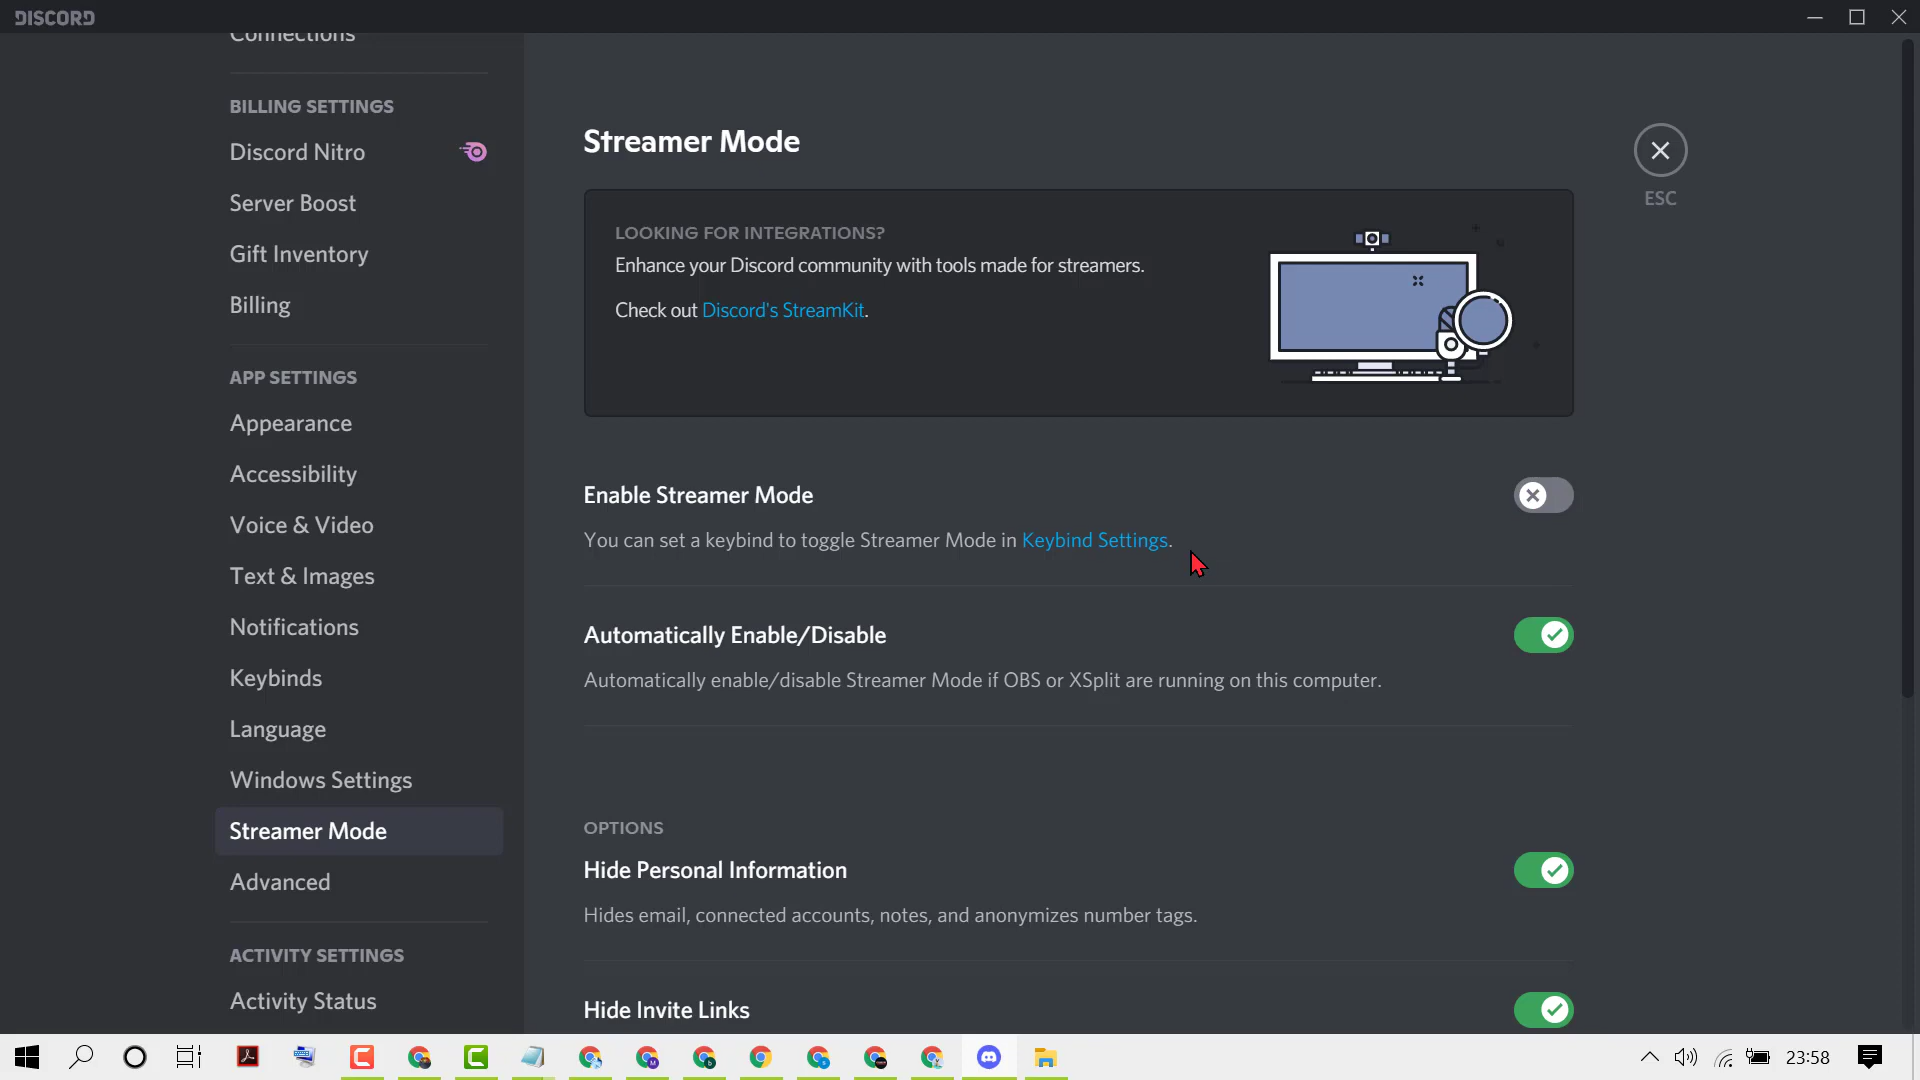 DISCORD
Connections
BILLING SETTINGS
Discord Nitro
Server Boost
Gift Inventory
Billing
APP SETTINGS
Appearance
Accessibility
Voice & Video
Text & Images
Notifications
Keybinds
Language
Windows Settings
Streamer Mode
Advanced
ACTIVITY SETTINGS
Activity Status
Streamer Mode
LOOKING FOR INTEGRATIONS?
Enhance your Discord community with tools made for streamers.
Check out Discord's StreamKit.
ESC
Enable Streamer Mode
You can set a keybind to toggle Streamer Mode in Keybind Settings.
Automatically Enable/Disable
Automatically enable/disable Streamer Mode if OBS or XSplit are running on this computer.
OPTIONS
Hide Personal Information
Hides email, connected accounts, notes, and anonymizes number tags.
Hide Invite Links
23:58